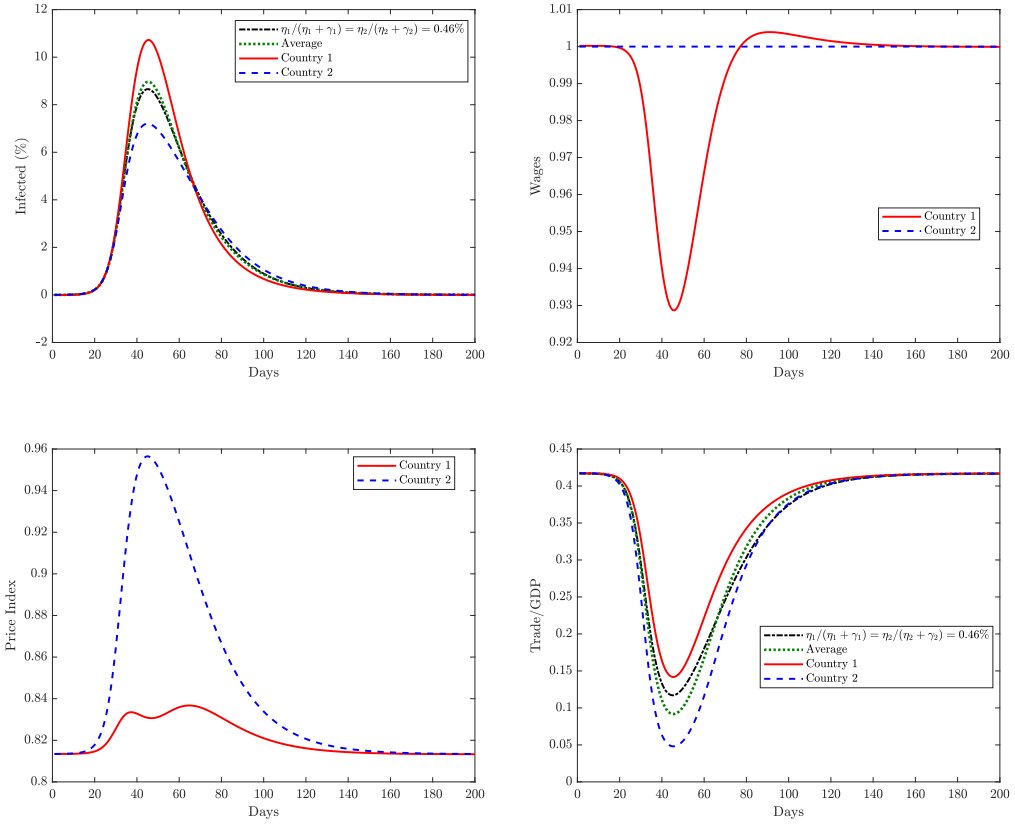 12
10
8
6
4
2
0
-2
Infected (%)
0 20 40 60 80 100 120 140 160 180 200
Days
η₁/(η₁ + γ₁) = η₂/(η₂ + γ₂) = 0.46%
Average
Country 1
Country 2
1.01
1
0.99
0.98
0.97
0.96
0.95
0.94
0.93
0.92
Wages
0 20 40 60 80 100 120 140 160 180 200
Days
Country 1
Country 2
0.96
0.94
0.92
0.9
0.88
0.86
0.84
0.82
0.8
Price Index
0 20 40 60 80 100 120 140 160 180 200
Days
Country 1
Country 2
0.45
0.4
0.35
0.3
0.25
0.2
0.15
0.1
0.05
0
Trade/GDP
0 20 40 60 80 100 120 140 160 180 200
Days
η₁/(η₁ + γ₁) = η₂/(η₂ + γ₂) = 0.46%
Average
Country 1
Country 2